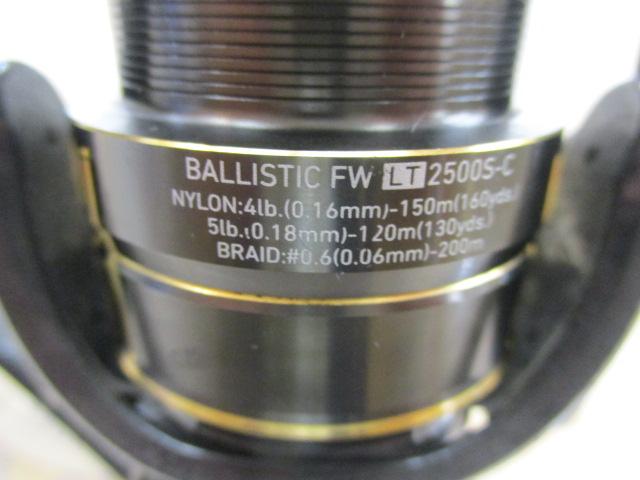 BALLISTIC FW LT 2500S-C
NYLON:4lb.(0.16mm)-150m(160yds.)
5lb.(0.18mm)-120m(130yds.)
BRAID:#0.6(0.06mm)-200m